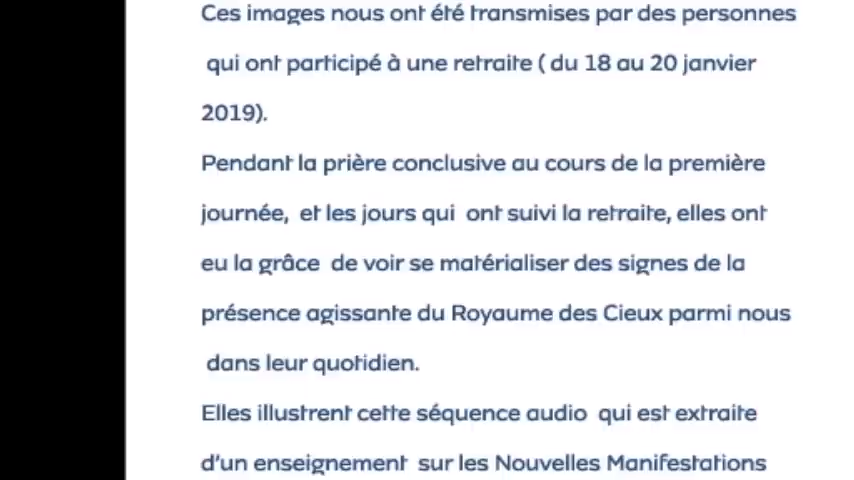 Ces images nous ont été transmises par des personnes
qui ont participé à une retraite ( du 18 au 20 janvier
2019).
Pendant la prière conclusive au cours de la première
journée, et les jours qui ont suivi la retraite, elles ont
eu la grâce de voir se matérialiser des signes de la
présence agissante du Royaume des Cieux parmi nous
dans leur quotidien.
Elles illustrent cette séquence audio qui est extraite
d'un enseignement sur les Nouvelles Manifestations